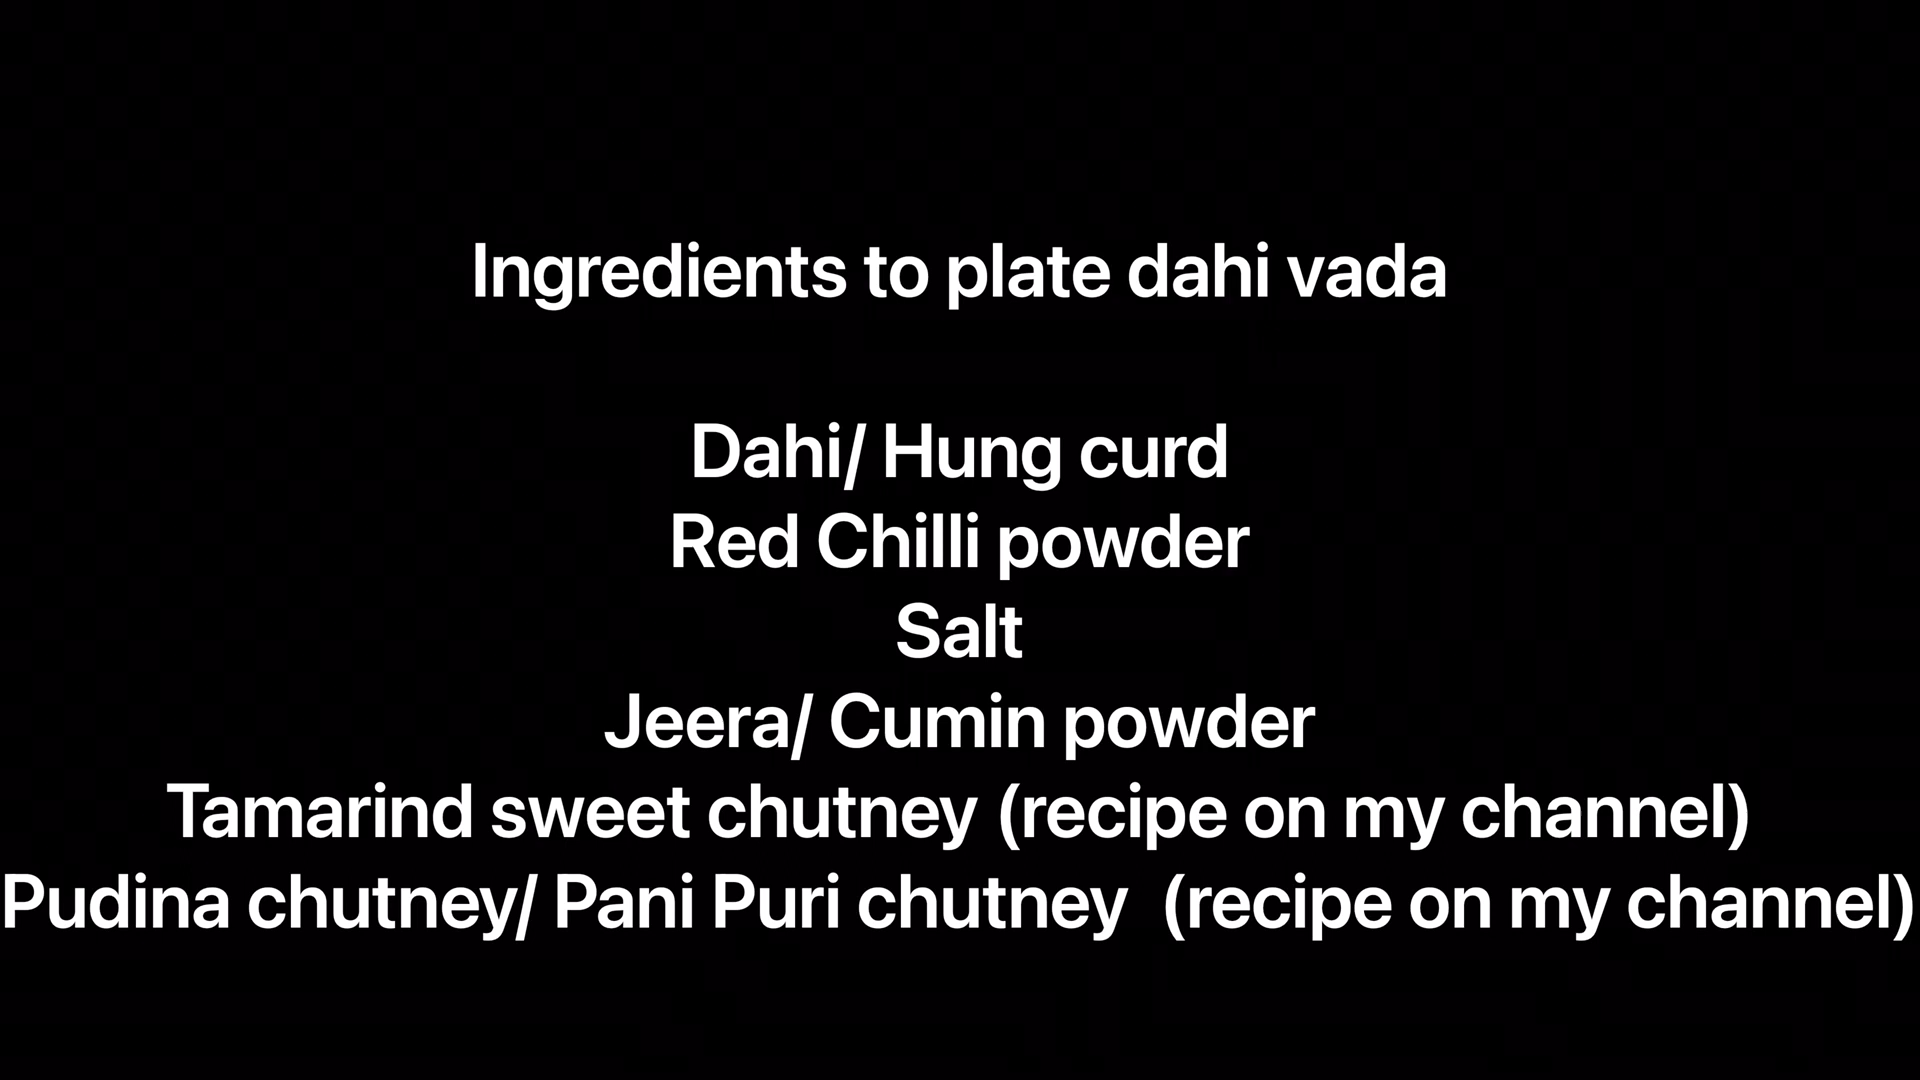 Ingredients to plate dahi vada
Dahi/ Hung curd
Red Chilli powder
Salt
Jeera/ Cumin powder
Tamarind sweet chutney (recipe on my channel)
Pudina chutney/ Pani Puri chutney  (recipe on my channel)